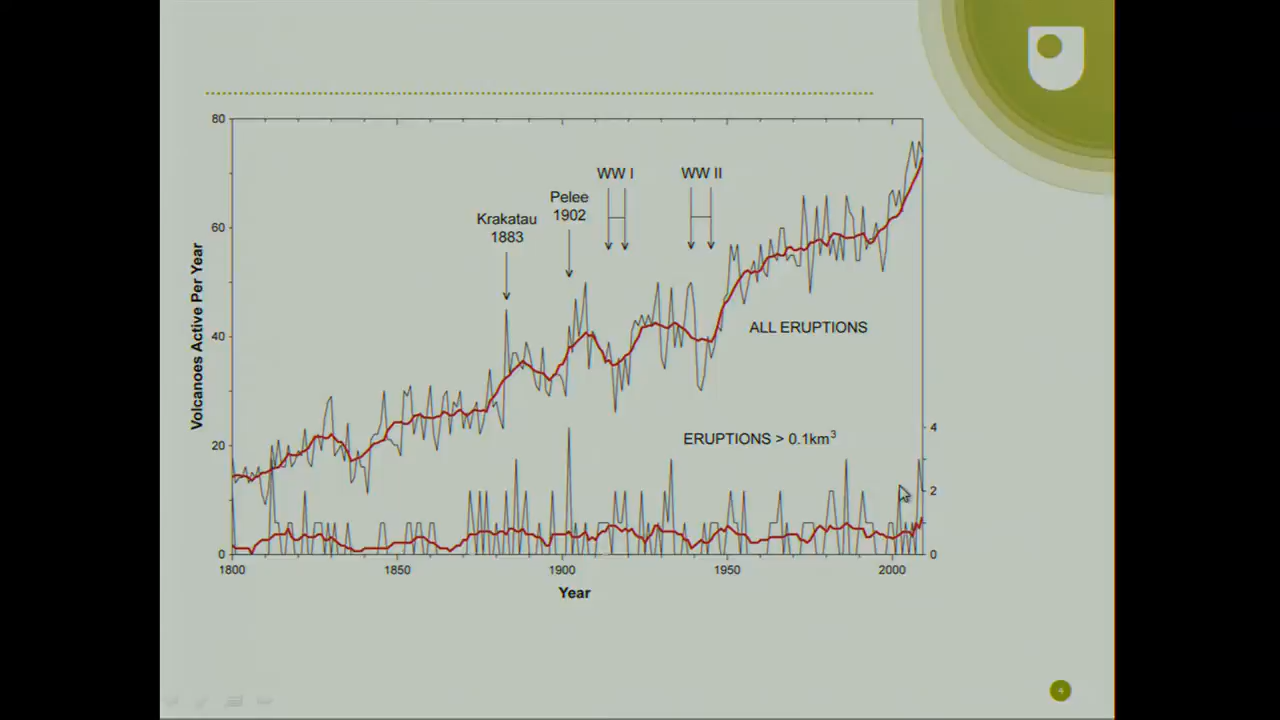 80
60
40
20
0
Volcanoes Active Per Year
WW I
WW II
Pelee
1902
Krakatau
1883
ALL ERUPTIONS
ERUPTIONS > 0.1km³
4
2
0
1800
1850
1900
1950
2000
Year
4